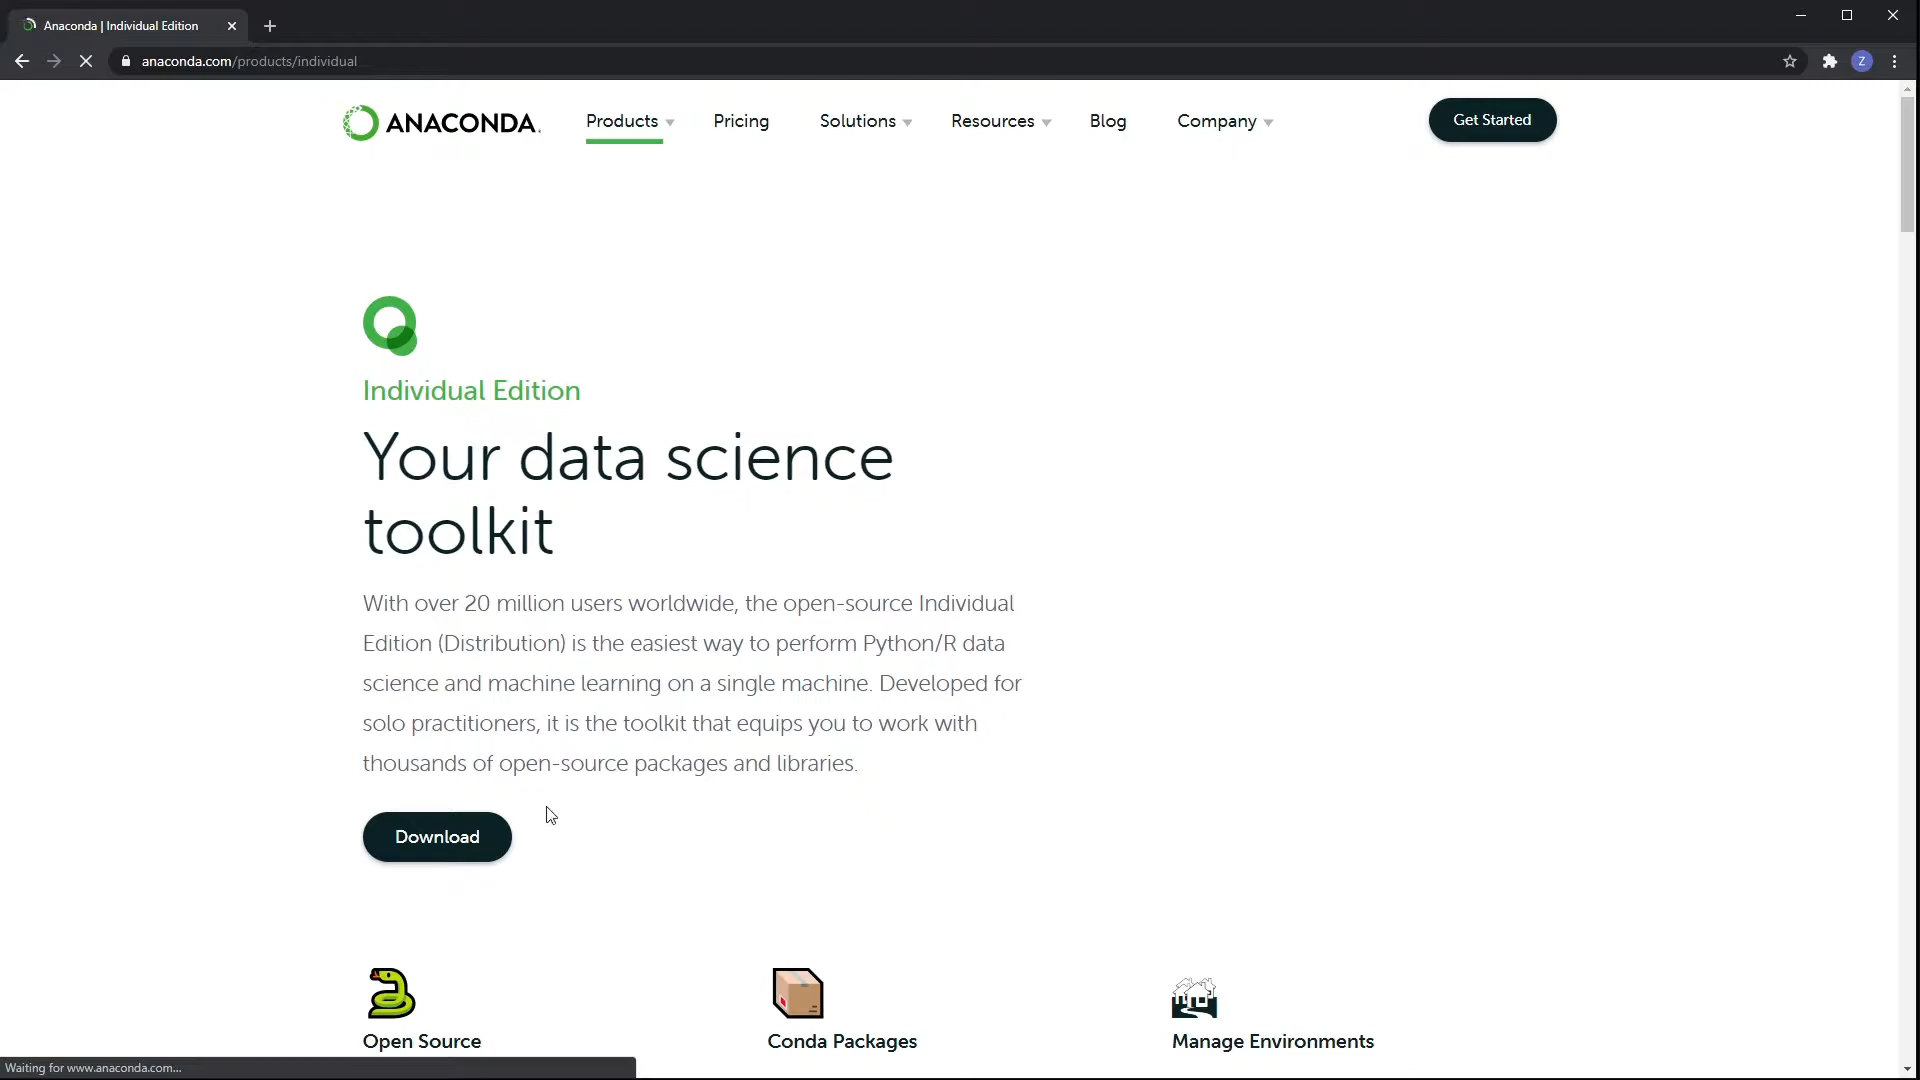 Anaconda | Individual Edition
anaconda.com/products/individual
Z
ANACONDA.
Products
Pricing
Solutions
Resources
Blog
Company
Get Started
Individual Edition
Your data science
toolkit
With over 20 million users worldwide, the open-source Individual
Edition (Distribution) is the easiest way to perform Python/R data
science and machine learning on a single machine. Developed for
solo practitioners, it is the toolkit that equips you to work with
thousands of open-source packages and libraries.
Download
Open Source
Conda Packages
Manage Environments
Waiting for www.anaconda.com...